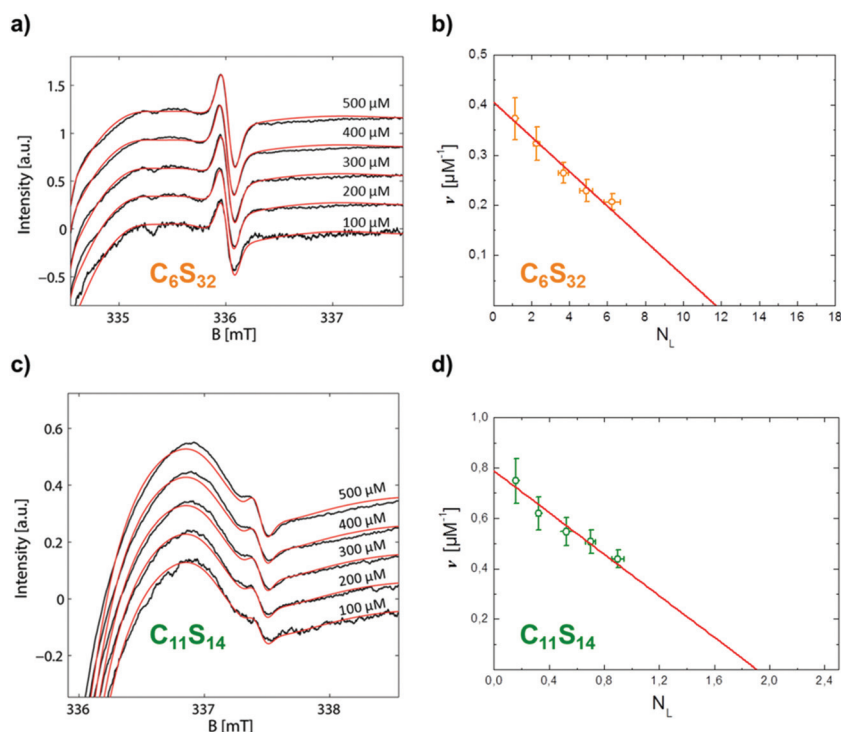 a)
1.5
1
0.5
0
−0.5
Intensity [a.u.]
500 µM
400 µM
300 µM
200 µM
100 µM
C₆S₃₂
335
336
337
B [mT]
b)
0,5
0,4
0,3
0,2
0,1
ν [µM⁻¹]
C₆S₃₂
0
2
4
6
8
10
12
14
16
18
N_L
c)
0.6
0.4
0.2
0
−0.2
Intensity [a.u.]
500 µM
400 µM
300 µM
200 µM
100 µM
C₁₁S₁₄
336
337
338
B [mT]
d)
1,0
0,8
0,6
0,4
0,2
ν [µM⁻¹]
C₁₁S₁₄
0,0
0,4
0,8
1,2
1,6
2,0
2,4
N_L